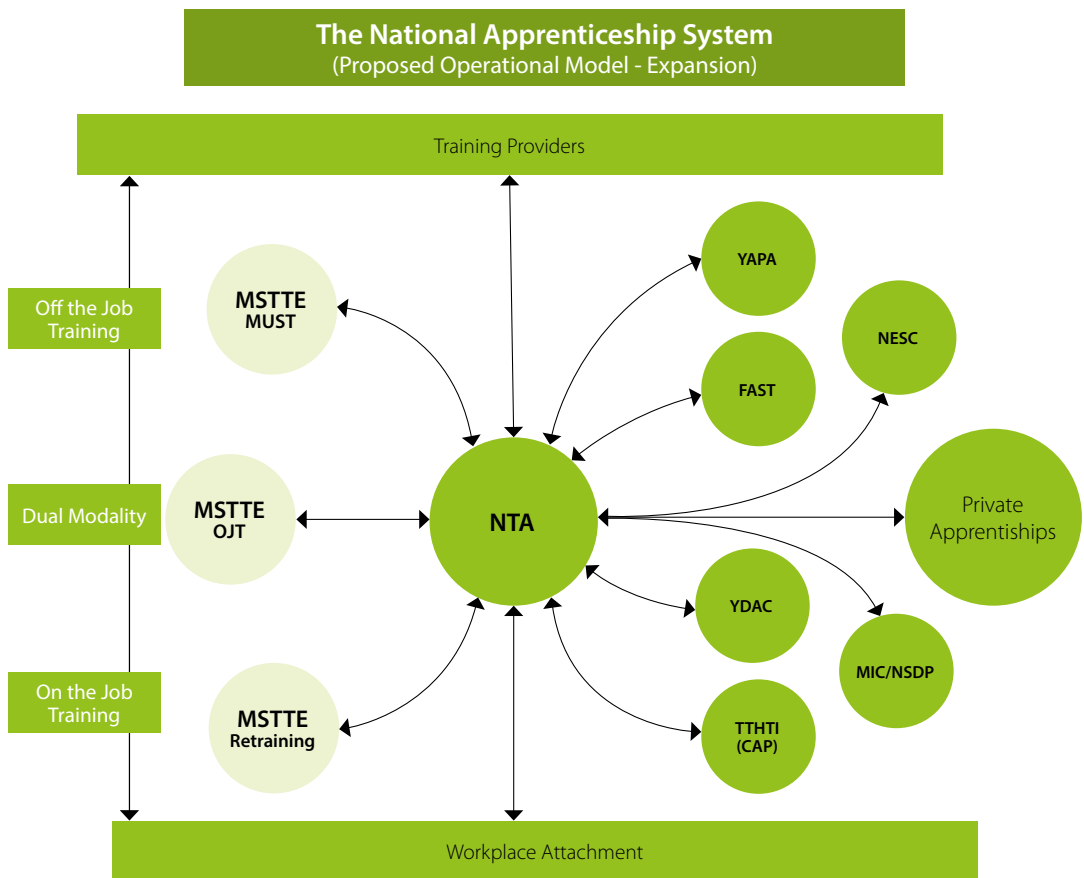 The National Apprenticeship System
(Proposed Operational Model - Expansion)
Training Providers
Off the Job
Training
Dual Modality
On the Job
Training
MSTTE
MUST
MSTTE
OJT
MSTTE
Retraining
NTA
YAPA
FAST
NESC
Private
Apprentiships
YDAC
MIC/NSDP
TTHTI
(CAP)
Workplace Attachment